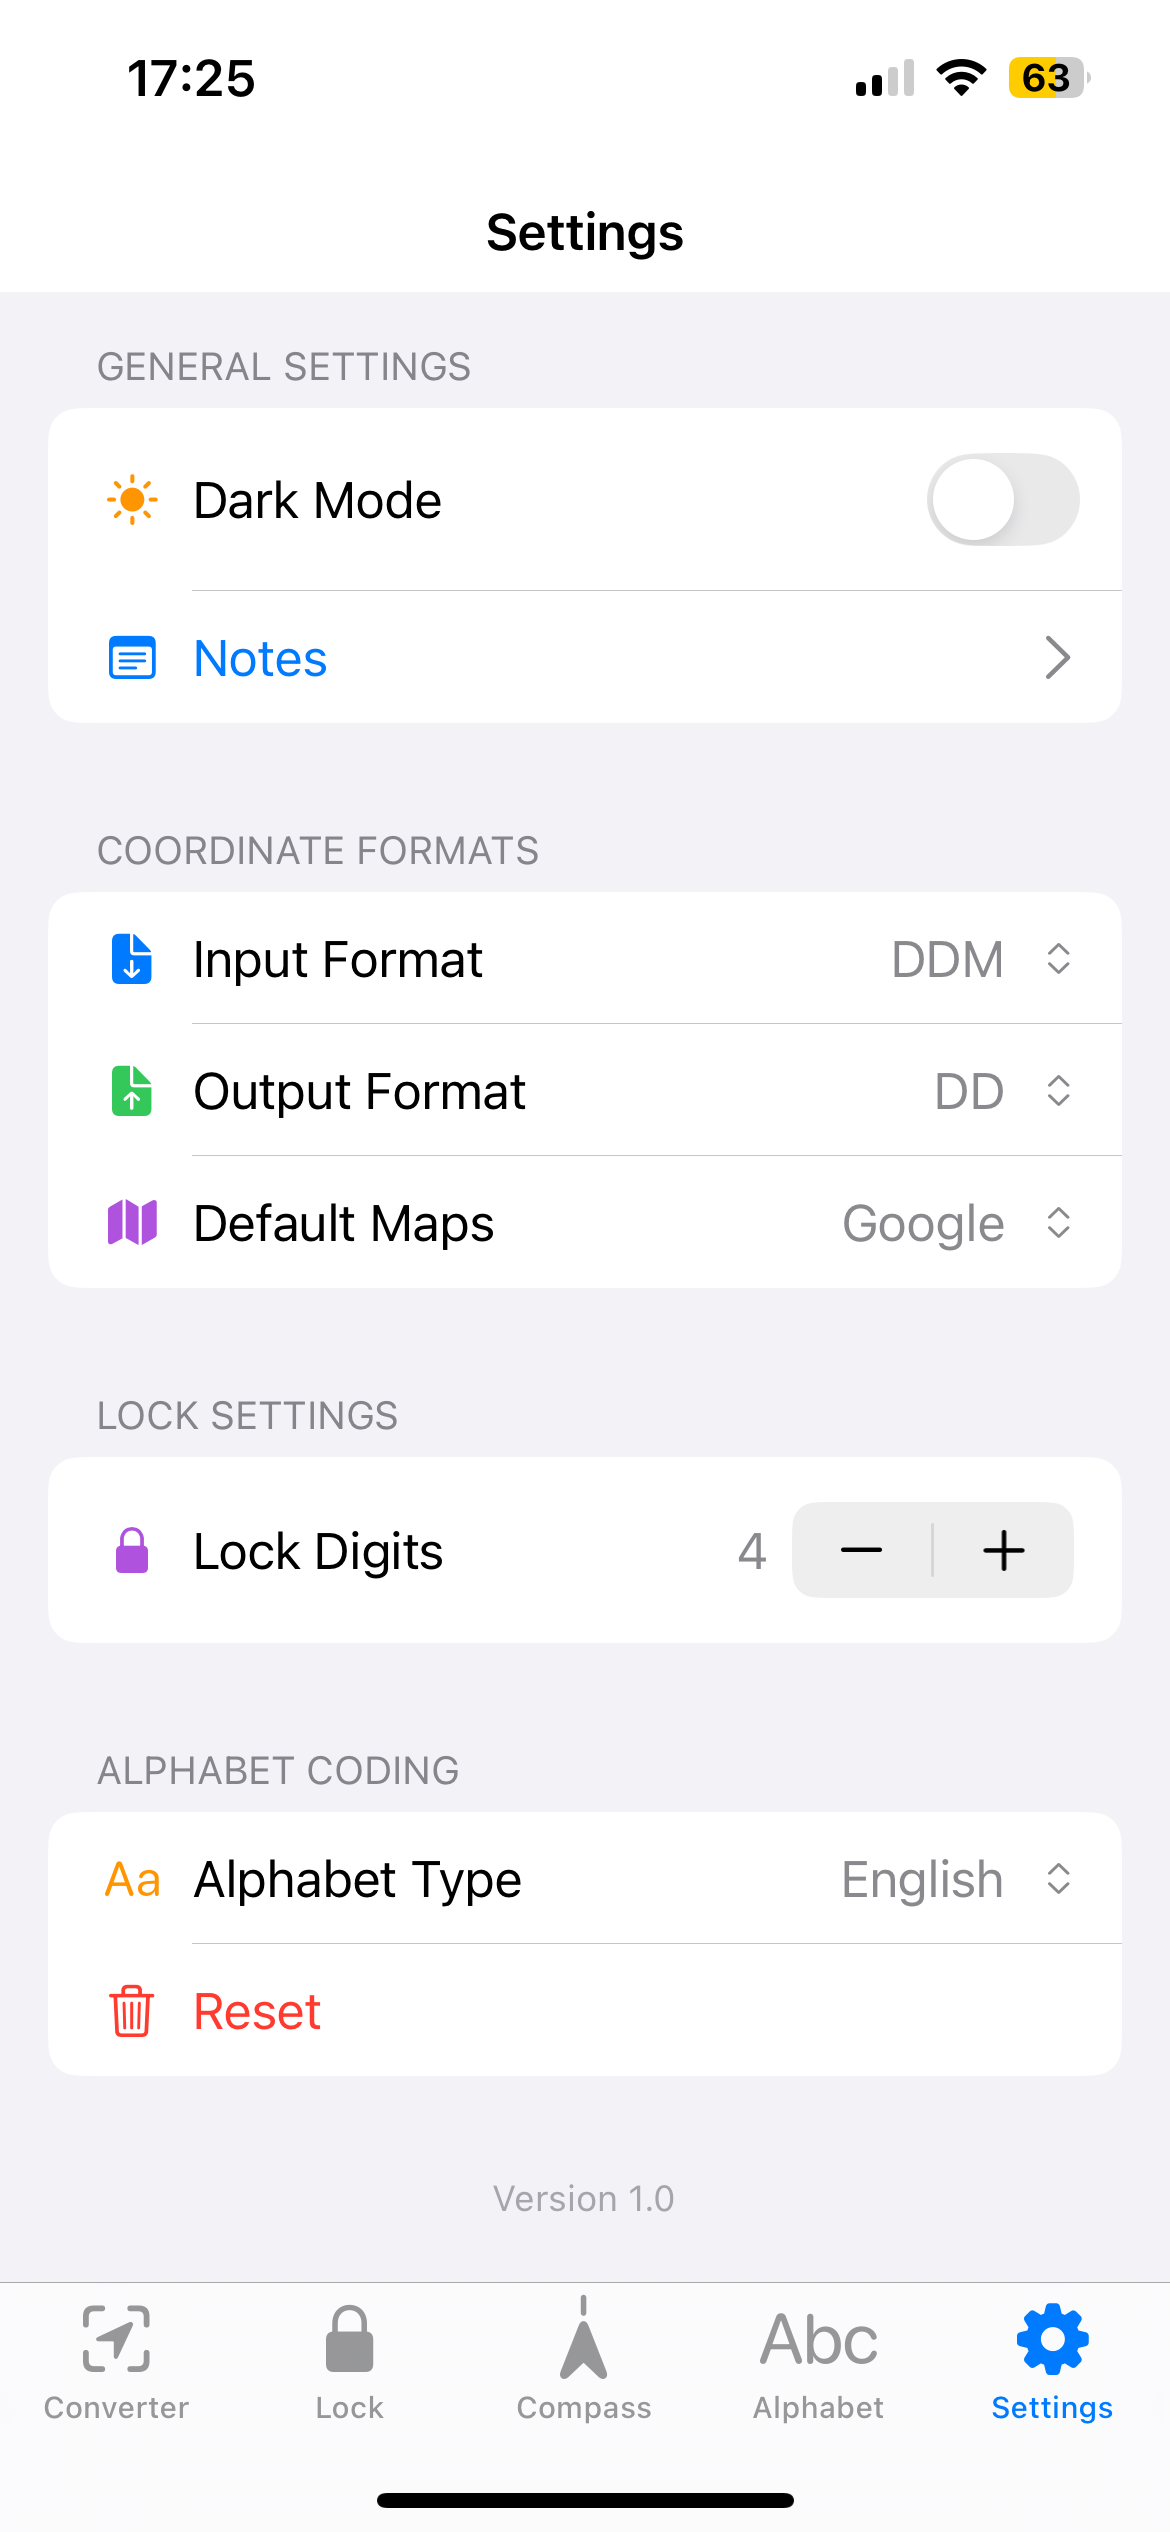 17:25
63
Settings
GENERAL SETTINGS
Dark Mode
Notes
COORDINATE FORMATS
Input Format DDM
Output Format DD
Default Maps Google
LOCK SETTINGS
Lock Digits 4
ALPHABET CODING
Aa Alphabet Type English
Reset
Version 1.0
Abc
Converter Lock Compass Alphabet Settings